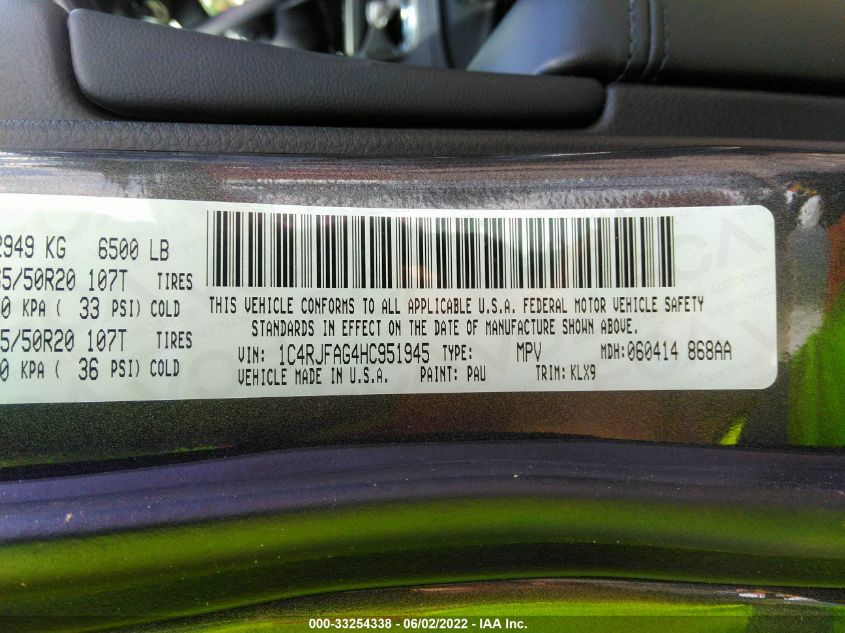 2949 KG 6500 LB
65/50R20 107T TIRES
0 KPA ( 33 PSI) COLD
65/50R20 107T TIRES
0 KPA ( 36 PSI) COLD
THIS VEHICLE CONFORMS TO ALL APPLICABLE U.S.A. FEDERAL MOTOR VEHICLE SAFETY
STANDARDS IN EFFECT ON THE DATE OF MANUFACTURE SHOWN ABOVE.
VIN: 1C4RJFAG4HC951945 TYPE: MPV MDH:060414 868AA
VEHICLE MADE IN U.S.A. PAINT: PAU TRIM: KLX9
000-33254338 - 06/02/2022 - IAA Inc.